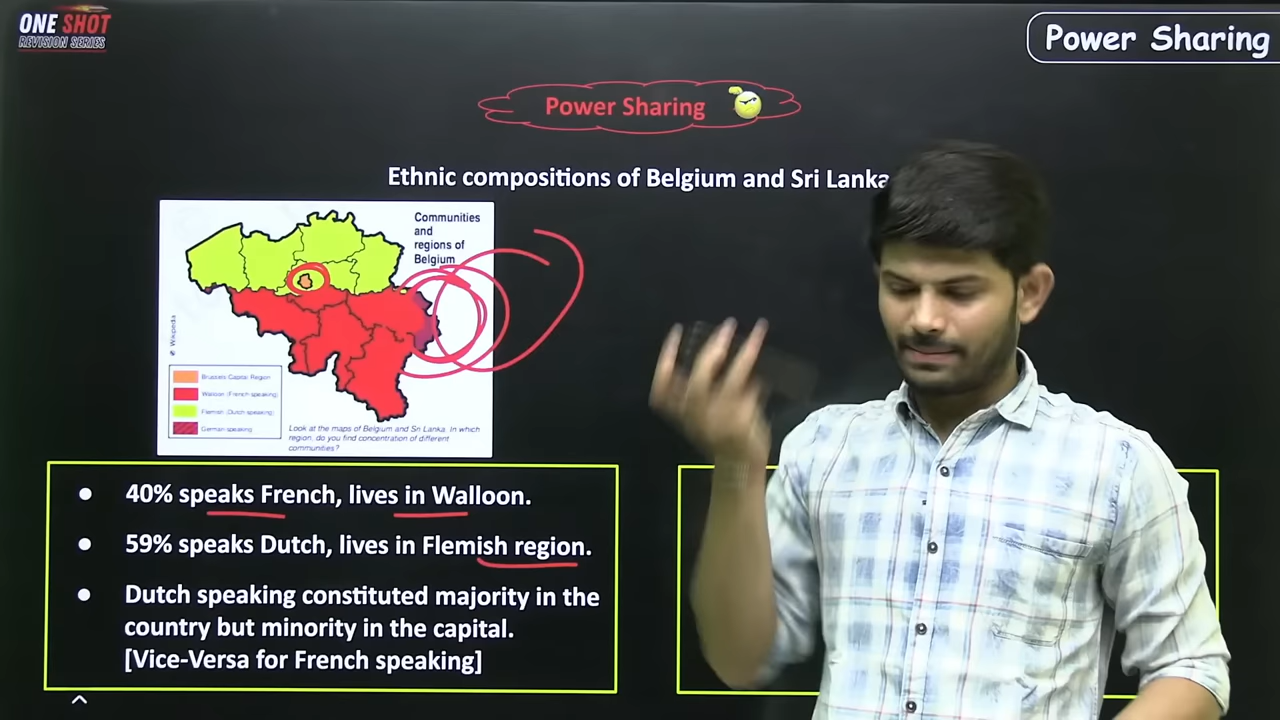 ONE SHOT
REVISION SERIES
Power Sharing
Power Sharing
Ethnic compositions of Belgium and Sri Lanka
Communities
and
regions of
Belgium
© Wikipedia
Brussels Capital Region
Walloon (French speaking)
Flemish (Dutch speaking)
German speaking
Look at the maps of Belgium and Sri Lanka. In which
region, do you find concentration of different
communities?
40% speaks French, lives in Walloon.
59% speaks Dutch, lives in Flemish region.
Dutch speaking constituted majority in the
country but minority in the capital.
[Vice-Versa for French speaking]